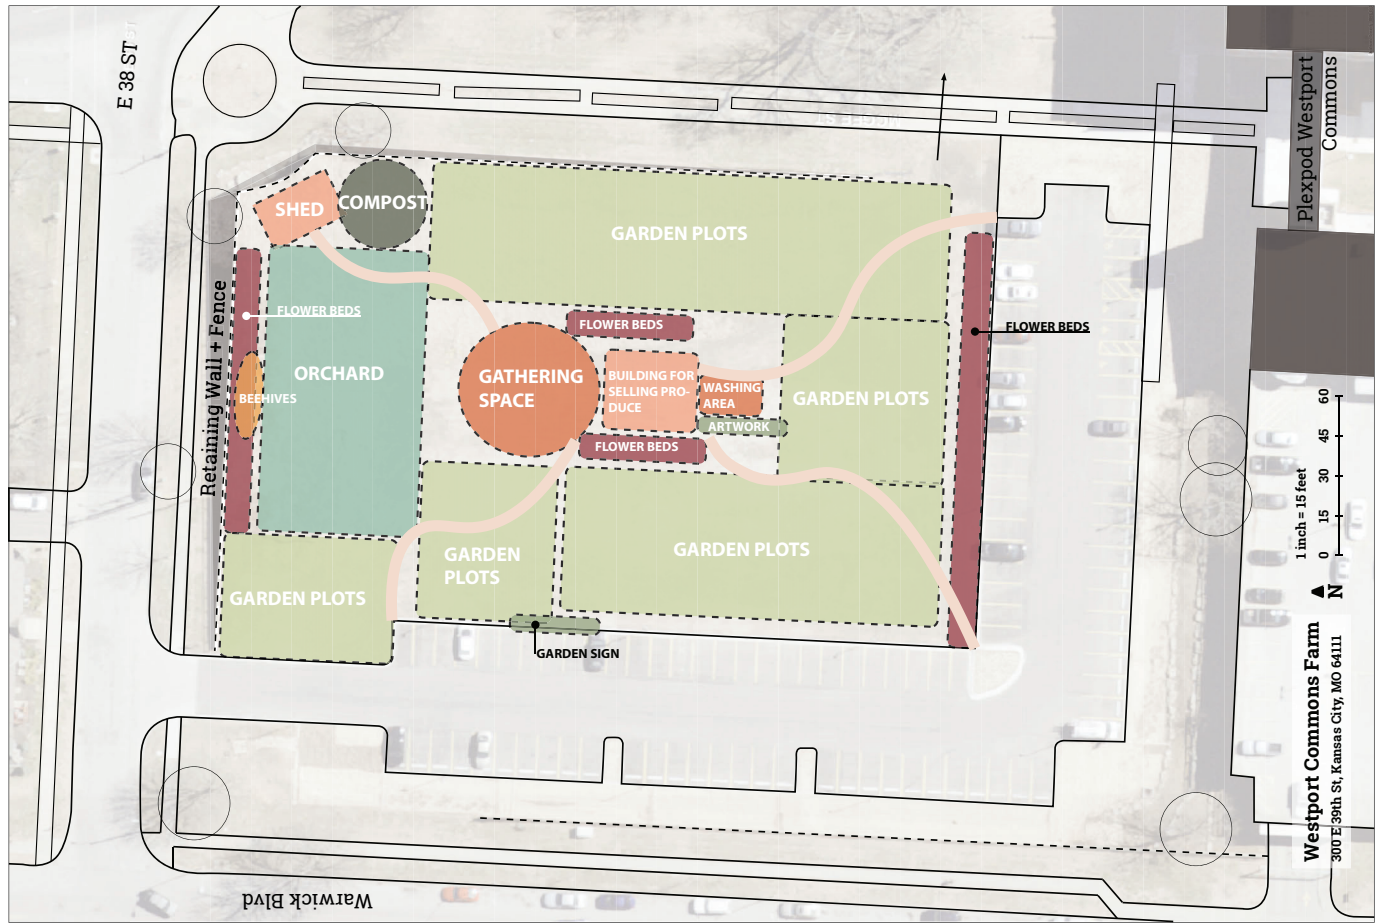 E 38 ST
MCGEE ST
Plexpod Westport
Commons
SHED
COMPOST
GARDEN PLOTS
Retaining Wall + Fence
FLOWER BEDS
ORCHARD
BEEHIVES
FLOWER BEDS
GATHERING
SPACE
BUILDING FOR
SELLING PRO-
DUCE
WASHING
AREA
ARTWORK
FLOWER BEDS
GARDEN PLOTS
FLOWER BEDS
GARDEN PLOTS
GARDEN
PLOTS
GARDEN PLOTS
GARDEN SIGN
1 inch = 15 feet
0 15 30 45 60
N
Westport Commons Farm
300 E 39th St, Kansas City, MO 64111
Warwick Blvd